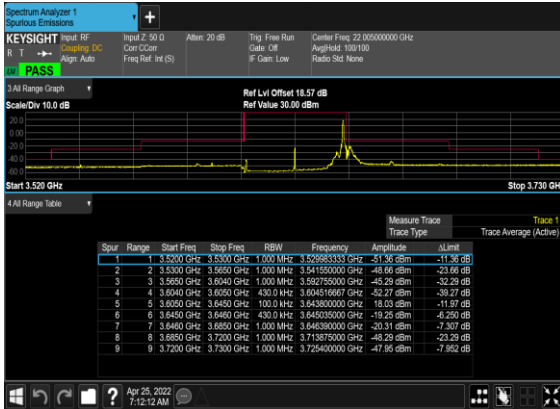 Spectrum Analyzer 1
Spurious Emissions
+
KEYSIGHT Input: RF Input Z: 50 Ω Atten: 20 dB Trig: Free Run Center Freq: 22.005000000 GHz
R T Coupling: DC Corr CCorr Gate: Off Avg|Hold: 100/100
Align: Auto Freq Ref: Int (S) IF Gain: Low Radio Std: None
PASS
3 All Range Graph
Ref Lvl Offset 18.57 dB
Scale/Div 10.0 dB Ref Value 30.00 dBm
20.0
0.00
-20.0
-40.0
-60.0
Start 3.520 GHz Stop 3.730 GH
4 All Range Table
Measure Trace Trace 1
Trace Type Trace Average (Active)
Spur Range Start Freq Stop Freq RBW Frequency Amplitude ΔLimit
1 1 3.5200 GHz 3.5300 GHz 1.000 MHz 3.529983333 GHz -51.36 dBm -11.36 dB
2 2 3.5300 GHz 3.5650 GHz 1.000 MHz 3.541550000 GHz -48.66 dBm -23.66 dB
3 3 3.5650 GHz 3.6040 GHz 1.000 MHz 3.592755000 GHz -45.29 dBm -32.29 dB
4 4 3.6040 GHz 3.6050 GHz 430.0 kHz 3.604516667 GHz -52.27 dBm -39.27 dB
5 5 3.6050 GHz 3.6450 GHz 100.0 kHz 3.643800000 GHz 18.03 dBm -11.97 dB
6 6 3.6450 GHz 3.6460 GHz 430.0 kHz 3.645035000 GHz -19.25 dBm -6.250 dB
7 7 3.6460 GHz 3.6850 GHz 1.000 MHz 3.646390000 GHz -20.31 dBm -7.307 dB
8 8 3.6850 GHz 3.7200 GHz 1.000 MHz 3.713875000 GHz -48.29 dBm -23.29 dB
9 9 3.7200 GHz 3.7300 GHz 1.000 MHz 3.725400000 GHz -47.95 dBm -7.952 dB
? Apr 25, 2022
7:12:12 AM